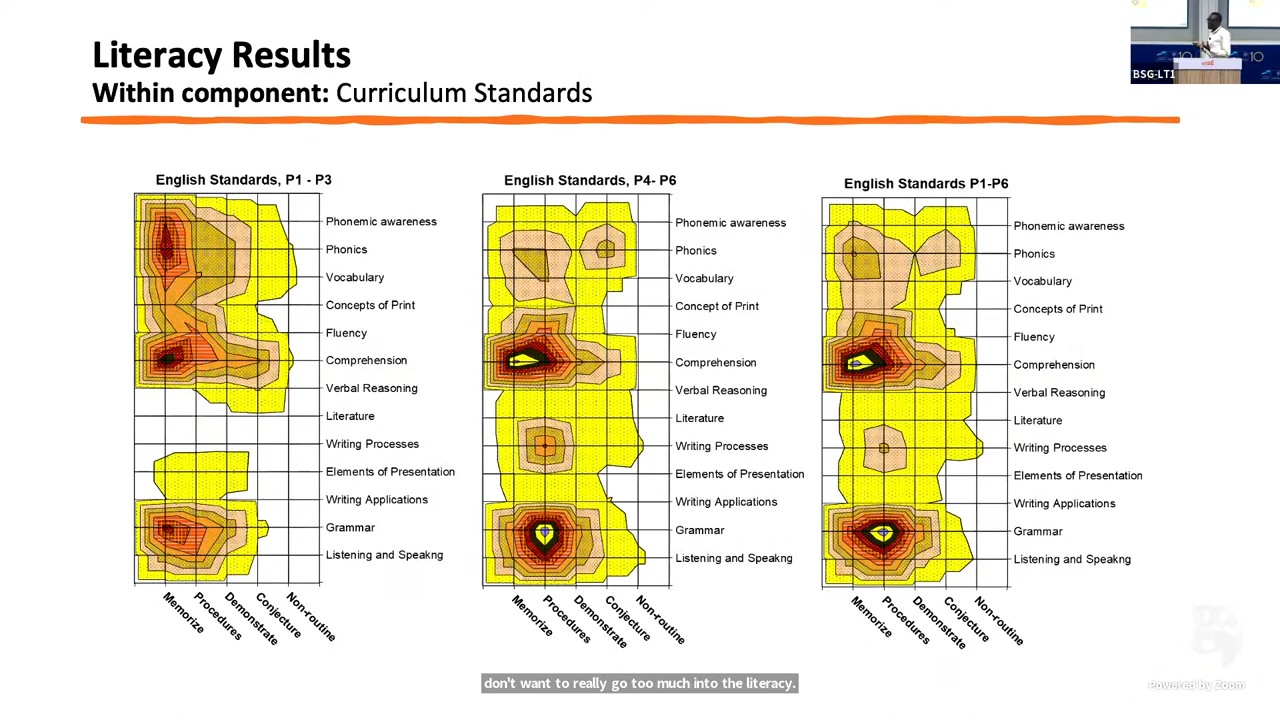 Literacy Results
Within component: Curriculum Standards
BSG-LT1
10
English Standards, P1 - P3
Phonemic awareness
Phonics
Vocabulary
Concepts of Print
Fluency
Comprehension
Verbal Reasoning
Literature
Writing Processes
Elements of Presentation
Writing Applications
Grammar
Listening and Speakng
Memorize
Procedures
Demonstrate
Conjecture
Non-routine
English Standards, P4- P6
Phonemic awareness
Phonics
Vocabulary
Concept of Print
Fluency
Comprehension
Verbal Reasoning
Literature
Writing Processes
Elements of Presentation
Writing Applications
Grammar
Listening and Speakng
Memorize
Procedures
Demonstrate
Conjecture
Non-routine
English Standards P1-P6
Phonemic awareness
Phonics
Vocabulary
Concepts of Print
Fluency
Comprehension
Verbal Reasoning
Literature
Writing Processes
Elements of Presentation
Writing Applications
Grammar
Listening and Speakng
Memorize
Procedures
Demonstrate
Conjecture
Non-routine
don't want to really go too much into the literacy.
Powered by Zoom